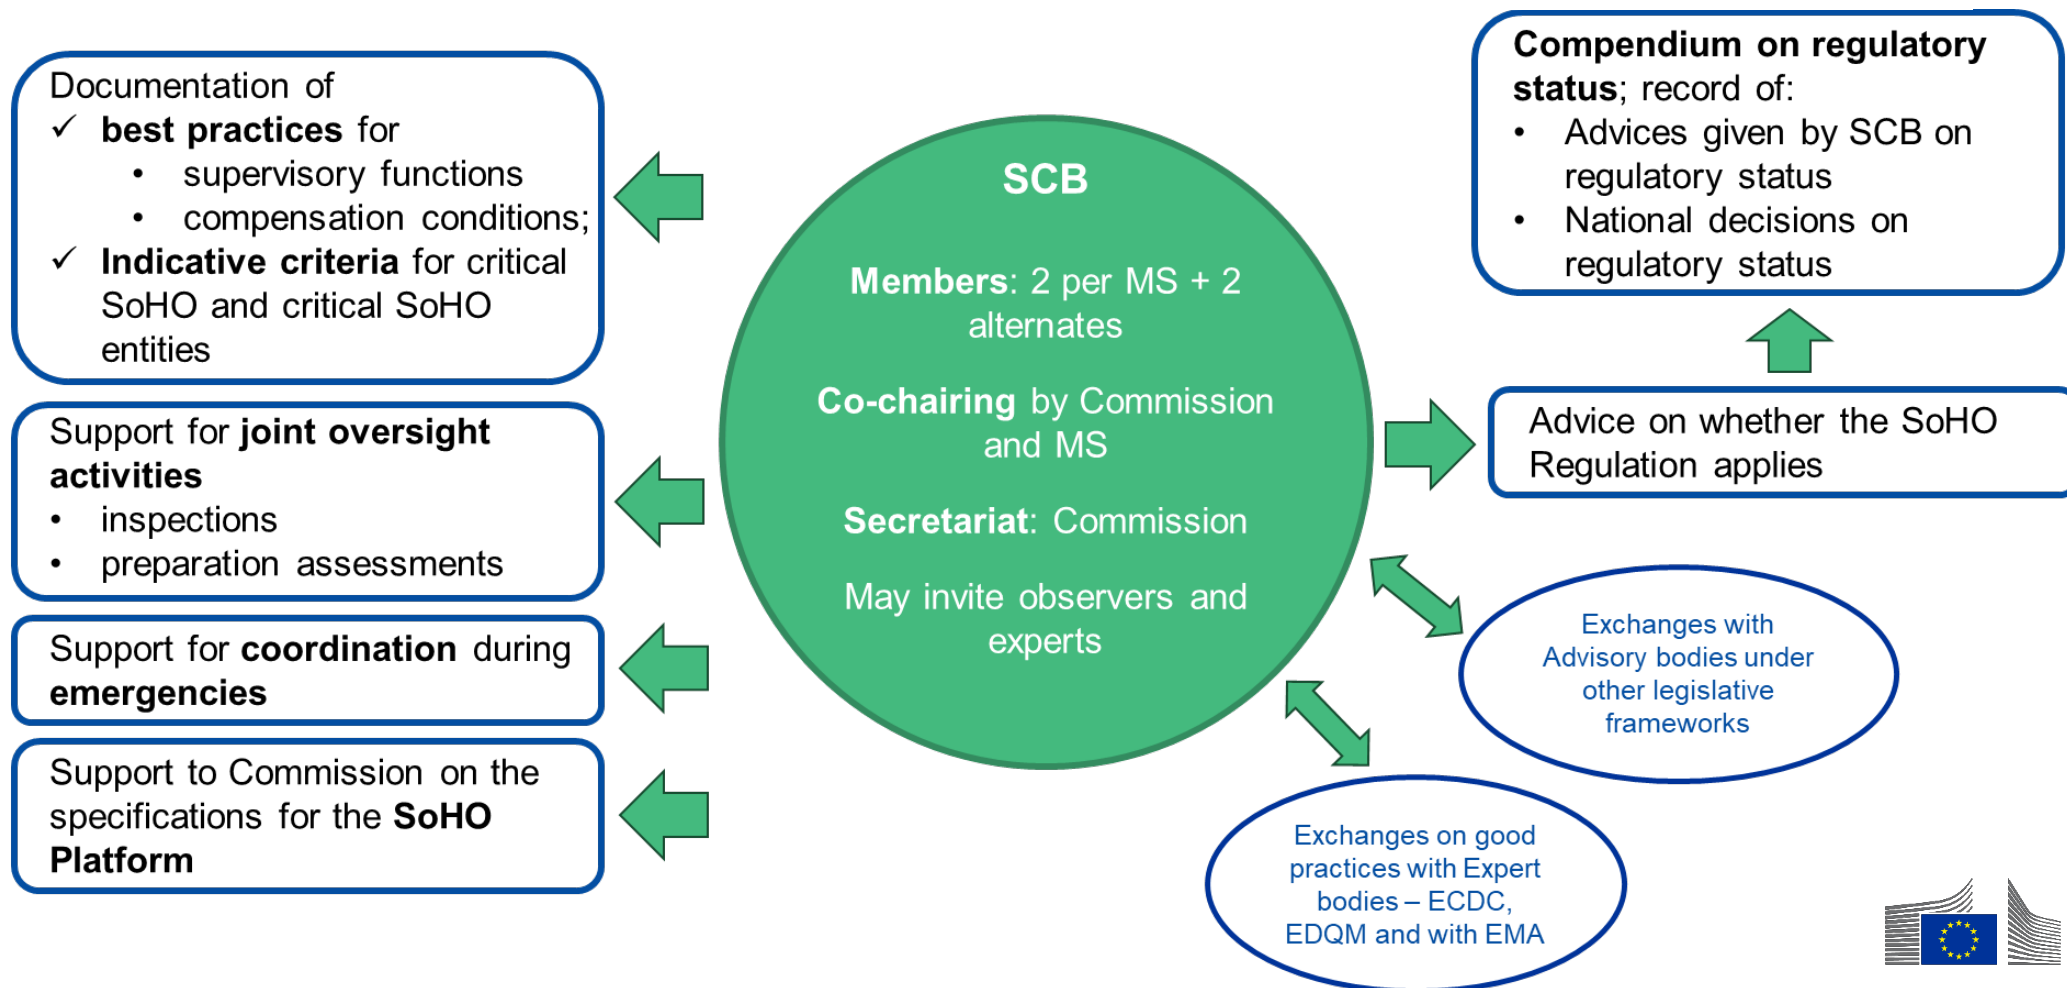 Documentation of
✓ best practices for
• supervisory functions
• compensation conditions;
✓ Indicative criteria for critical
SoHO and critical SoHO
entities
Support for joint oversight
activities
• inspections
• preparation assessments
Support for coordination during
emergencies
Support to Commission on the
specifications for the SoHO
Platform
SCB
Members: 2 per MS + 2
alternates
Co-chairing by Commission
and MS
Secretariat: Commission
May invite observers and
experts
Compendium on regulatory
status; record of:
• Advices given by SCB on
regulatory status
• National decisions on
regulatory status
Advice on whether the SoHO
Regulation applies
Exchanges with
Advisory bodies under
other legislative
frameworks
Exchanges on good
practices with Expert
bodies – ECDC,
EDQM and with EMA